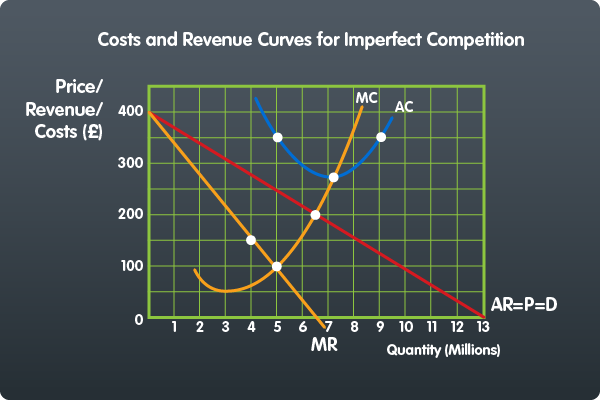 Costs and Revenue Curves for Imperfect Competition
Price/
Revenue/
Costs (£)
MC
AC
400
300
200
100
0
1 2 3 4 5 6 7 8 9 10 11 12 13
AR=P=D
MR
Quantity (Millions)